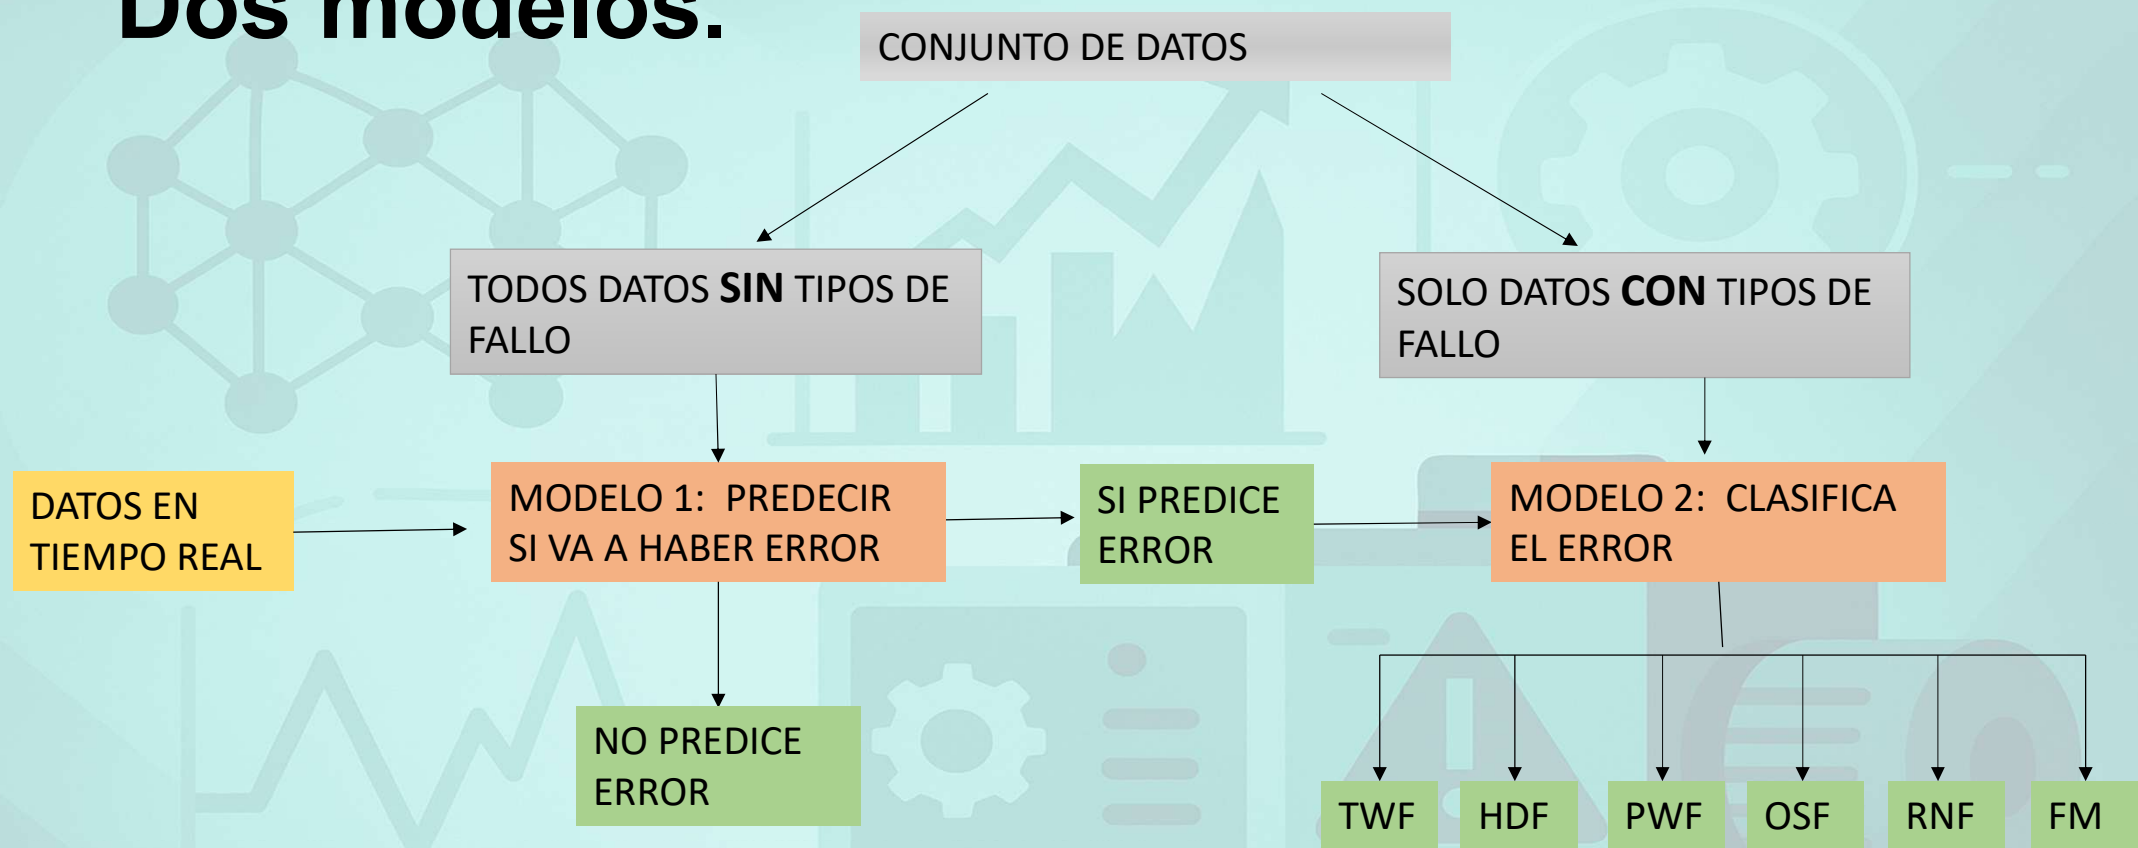 Dos modelos.
CONJUNTO DE DATOS
TODOS DATOS SIN TIPOS DE
FALLO
SOLO DATOS CON TIPOS DE
FALLO
DATOS EN
TIEMPO REAL
MODELO 1: PREDECIR
SI VA A HABER ERROR
SI PREDICE
ERROR
MODELO 2: CLASIFICA
EL ERROR
NO PREDICE
ERROR
TWF
HDF
PWF
OSF
RNF
FM